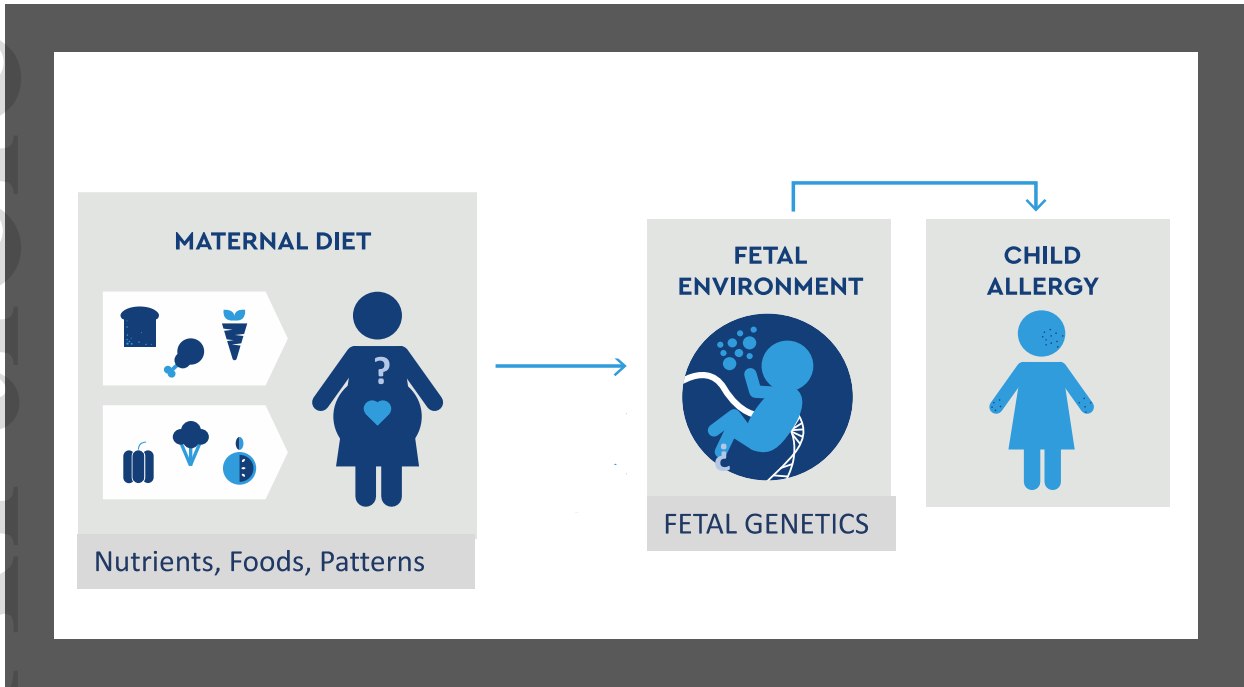 MATERNAL DIET
?
Nutrients, Foods, Patterns
FETAL
ENVIRONMENT
¿
FETAL GENETICS
CHILD
ALLERGY